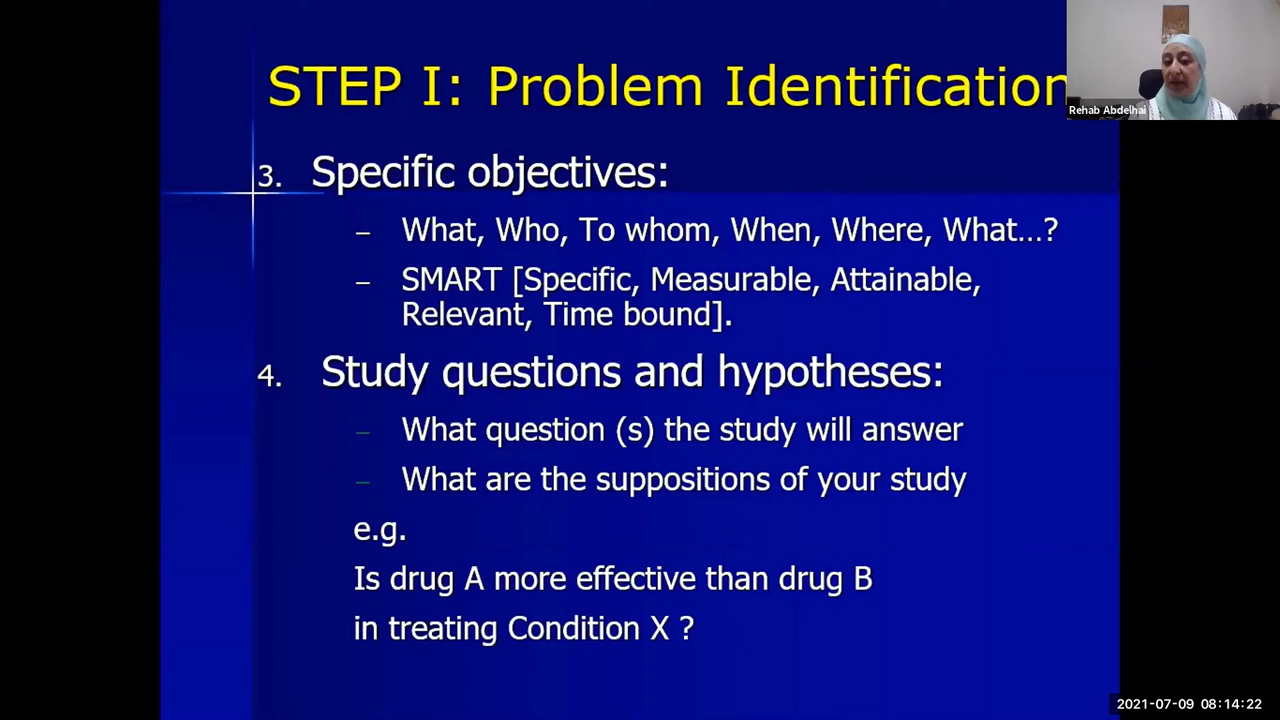 STEP I: Problem Identification
Rehab Abdelhai
3. Specific objectives:
– What, Who, To whom, When, Where, What...?
– SMART [Specific, Measurable, Attainable,
Relevant, Time bound].
4. Study questions and hypotheses:
– What question (s) the study will answer
– What are the suppositions of your study
e.g.
Is drug A more effective than drug B
in treating Condition X ?
2021-07-09 08:14:22